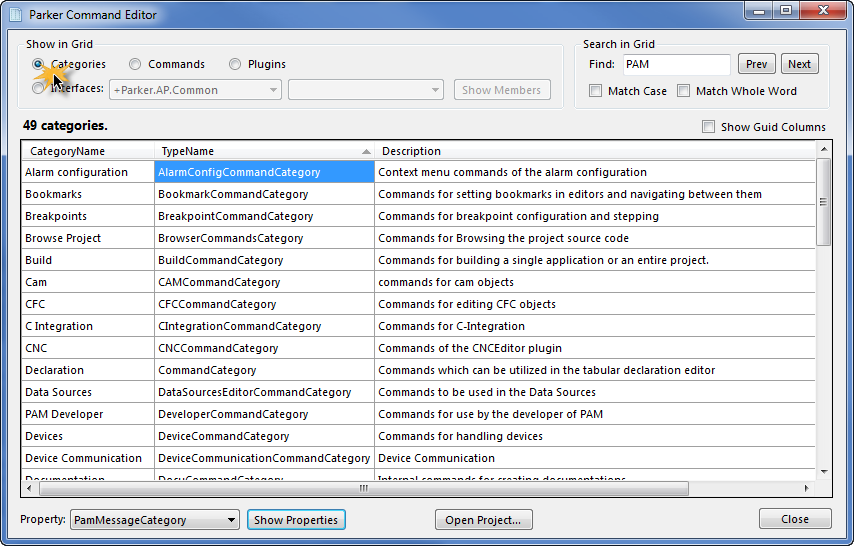 Parker Command Editor
Show in Grid
Categories Commands Plugins
Interfaces: +Parker.AP.Common Show Members
Search in Grid
Find: PAM Prev Next
Match Case Match Whole Word
49 categories.
Show Guid Columns
CategoryName TypeName Description
Alarm configuration AlarmConfigCommandCategory Context menu commands of the alarm configuration
Bookmarks BookmarkCommandCategory Commands for setting bookmarks in editors and navigating between them
Breakpoints BreakpointCommandCategory Commands for breakpoint configuration and stepping
Browse Project BrowserCommandsCategory Commands for Browsing the project source code
Build BuildCommandCategory Commands for building a single application or an entire project.
Cam CAMCommandCategory commands for cam objects
CFC CFCCommandCategory Commands for editing CFC objects
C Integration CIntegrationCommandCategory Commands for C-Integration
CNC CNCCommandCategory Commands of the CNCEditor plugin
Declaration CommandCategory Commands which can be utilized in the tabular declaration editor
Data Sources DataSourcesEditorCommandCategory Commands to be used in the Data Sources
PAM Developer DeveloperCommandCategory Commands for use by the developer of PAM
Devices DeviceCommandCategory Commands for handling devices
Device Communication DeviceCommunicationCommandCategory Device Communication
Documentation DocuCommandCategory Internal commands for creating documentations
Property: PamMessageCategory Show Properties Open Project... Close